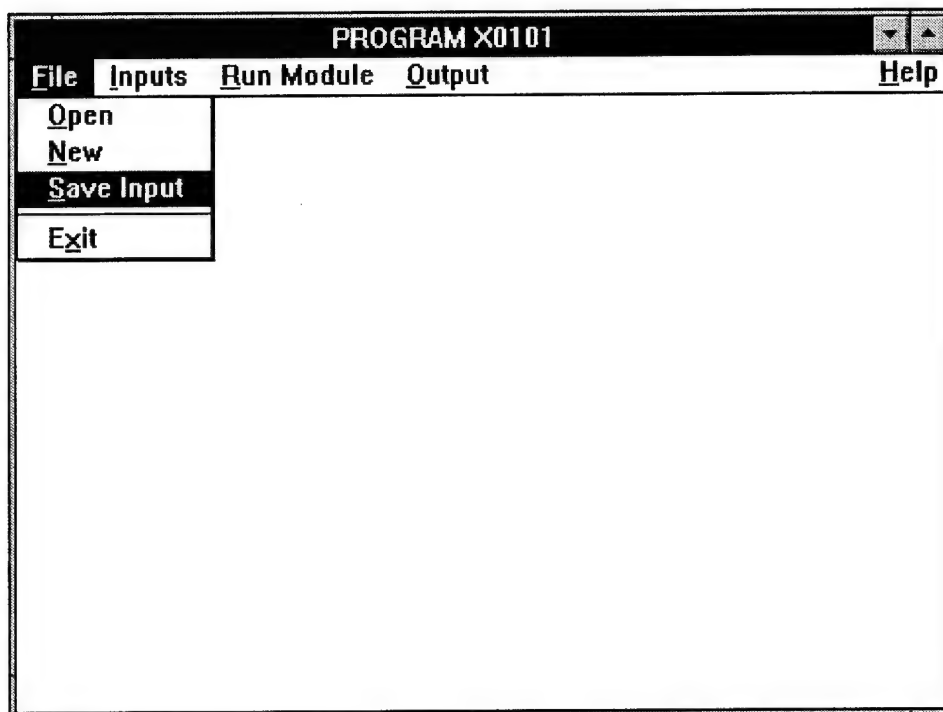 PROGRAM X0101
File Inputs Run Module Output Help
Open
New
Save Input
Exit